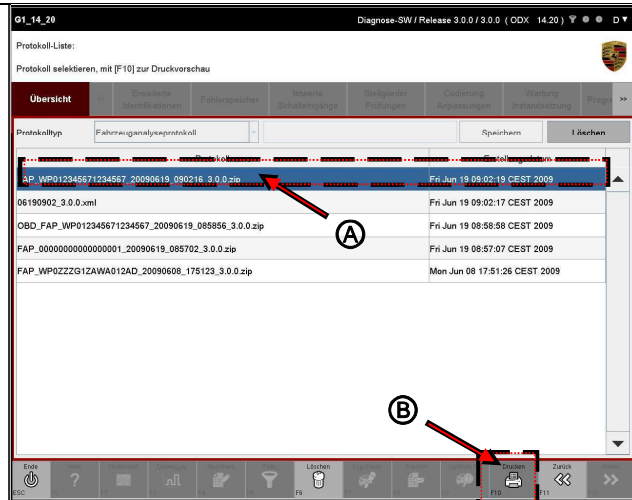 G1_14_20 Diagnose-SW / Release 3.0.0 / 3.0.0 ( ODX 14.20 ) D
Protokoll-Liste:
Protokoll selektieren, mit [F10] zur Druckvorschau
Übersicht >> Erweiterte Identifikationen Fehlerspeicher Istwerte Schalteingänge Stellglieder Prüfungen Codierung Anpassungen Wartung Instandsetzung Progra >>
Protokolltyp Fahrzeuganalyseprotokoll Speichern Löschen
Erstellungsdatum
AP_WP012345671234567_20090619_090216_3.0.0.zip Fri Jun 19 09:02:19 CEST 2009
06190902_3.0.0.xml Fri Jun 19 09:02:17 CEST 2009
A
OBD_FAP_WP012345671234567_20090619_085856_3.0.0.zip Fri Jun 19 08:58:58 CEST 2009
FAP_00000000000000001_20090619_085702_3.0.0.zip Fri Jun 19 08:57:07 CEST 2009
FAP_WP0ZZZG1ZAWA012AD_20090608_175123_3.0.0.zip Mon Jun 08 17:51:26 CEST 2009
B
Ende Löschen Drucken Zurück
ESC F6 F10 F11